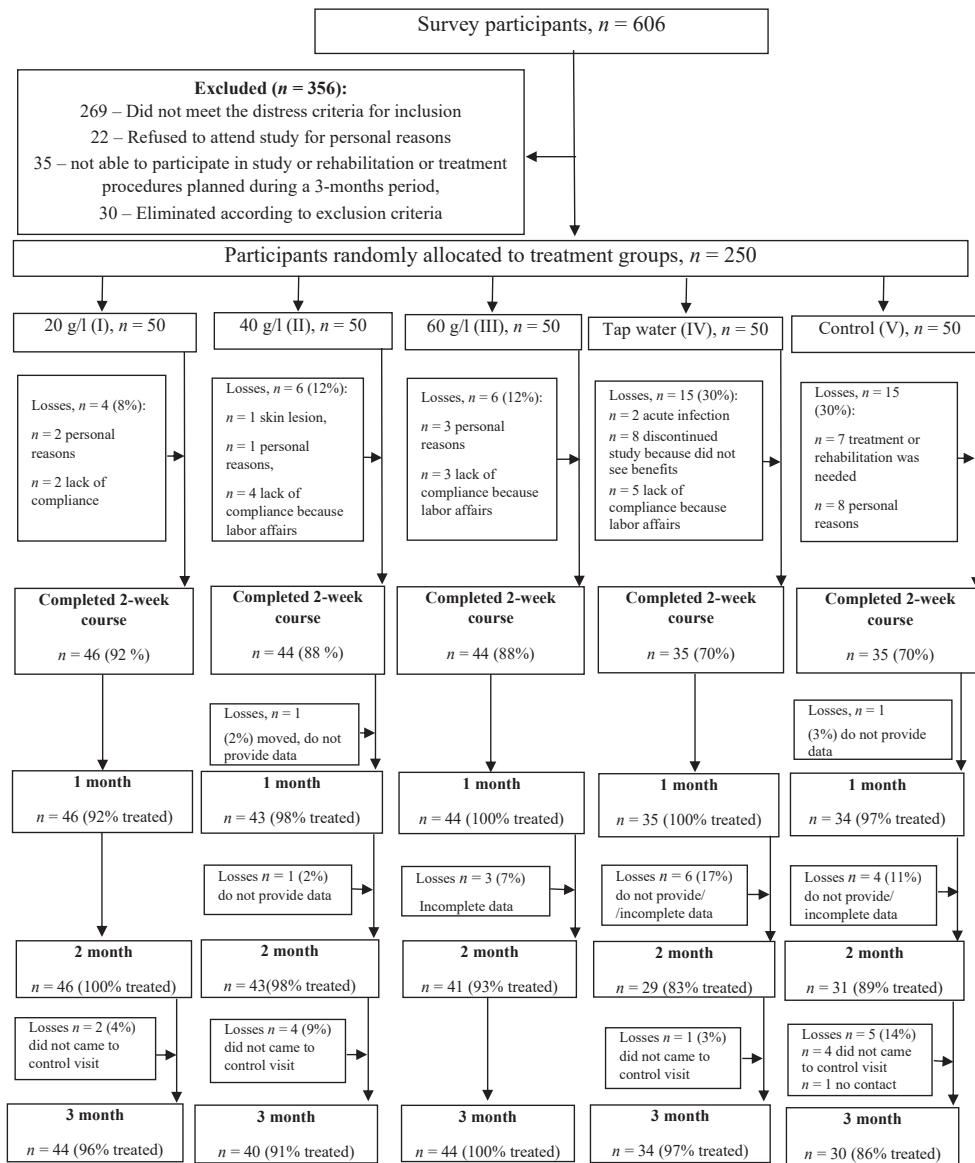 Survey participants, n = 606
Excluded (n = 356):
269 – Did not meet the distress criteria for inclusion
22 – Refused to attend study for personal reasons
35 – not able to participate in study or rehabilitation or treatment
procedures planned during a 3-months period,
30 – Eliminated according to exclusion criteria
Participants randomly allocated to treatment groups, n = 250
20 g/l (I), n = 50
40 g/l (II), n = 50
60 g/l (III), n = 50
Tap water (IV), n = 50
Control (V), n = 50
Losses, n = 4 (8%):
n = 2 personal
reasons
n = 2 lack of
compliance
Losses, n = 6 (12%):
n = 1 skin lesion,
n = 1 personal
reasons,
n = 4 lack of
compliance because
labor affairs
Losses, n = 6 (12%):
n = 3 personal
reasons
n = 3 lack of
compliance because
labor affairs
Losses, n = 15 (30%):
n = 2 acute infection
n = 8 discontinued
study because did not
see benefits
n = 5 lack of
compliance because
labor affairs
Losses, n = 15
(30%):
n = 7 treatment or
rehabilitation was
needed
n = 8 personal
reasons
Completed 2-week
course
n = 46 (92 %)
Completed 2-week
course
n = 44 (88 %)
Completed 2-week
course
n = 44 (88%)
Completed 2-week
course
n = 35 (70%)
Completed 2-week
course
n = 35 (70%)
Losses, n = 1
(2%) moved, do not
provide data
Losses, n = 1
(3%) do not provide
data
1 month
n = 46 (92% treated)
1 month
n = 43 (98% treated)
1 month
n = 44 (100% treated)
1 month
n = 35 (100% treated)
1 month
n = 34 (97% treated)
Losses n = 1 (2%)
do not provide data
Losses n = 3 (7%)
Incomplete data
Losses n = 6 (17%)
do not provide/
/incomplete data
Losses n = 4 (11%)
do not provide/
incomplete data
2 month
n = 46 (100% treated)
2 month
n = 43(98% treated)
2 month
n = 41 (93% treated)
2 month
n = 29 (83% treated)
2 month
n = 31 (89% treated)
Losses n = 2 (4%)
did not came to
control visit
Losses n = 4 (9%)
did not came to
control visit
Losses n = 1 (3%)
did not came to
control visit
Losses n = 5 (14%)
n = 4 did not came
to control visit
n = 1 no contact
3 month
n = 44 (96% treated)
3 month
n = 40 (91% treated)
3 month
n = 44 (100% treated)
3 month
n = 34 (97% treated)
3 month
n = 30 (86% treated)